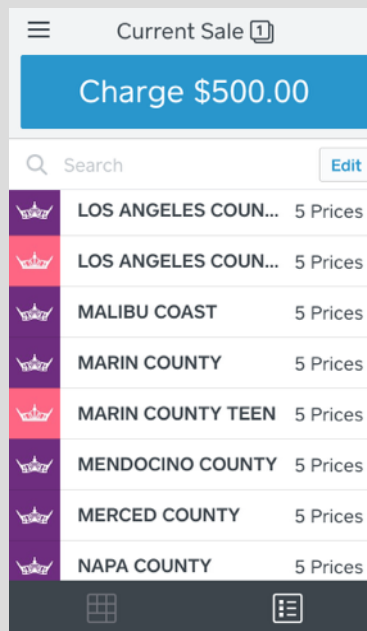 Current Sale 1
Charge $500.00
Search Edit
LOS ANGELES COUN... 5 Prices
LOS ANGELES COUN... 5 Prices
MALIBU COAST 5 Prices
MARIN COUNTY 5 Prices
MARIN COUNTY TEEN 5 Prices
MENDOCINO COUNTY 5 Prices
MERCED COUNTY 5 Prices
NAPA COUNTY 5 Prices